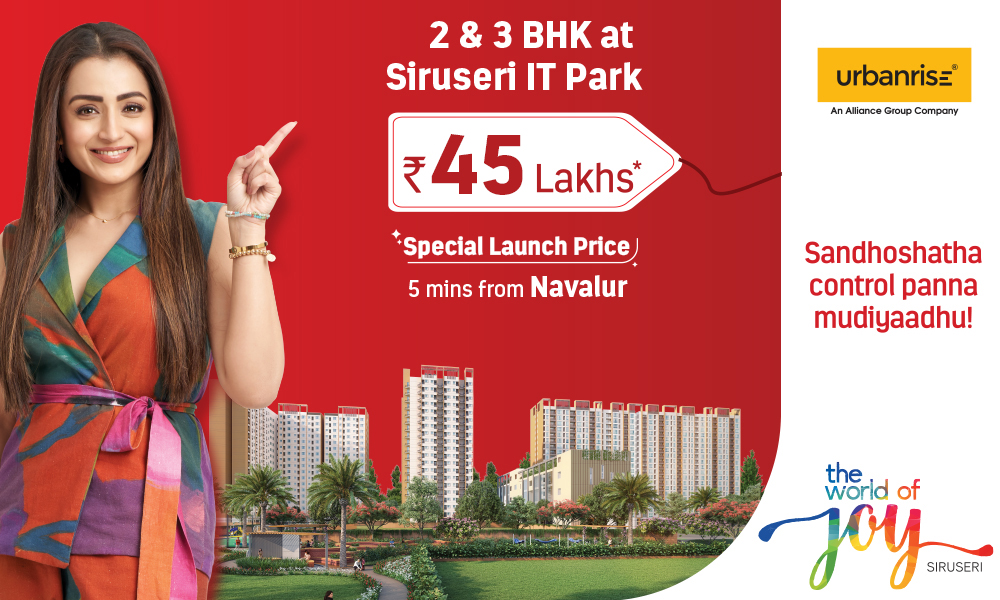 2 & 3 BHK at
Siruseri IT Park
₹45 Lakhs*
Special Launch Price
5 mins from Navalur
urbanrise®
An Alliance Group Company
Sandhoshatha
control panna
mudiyaadhu!
the
world of
joy
SIRUSERI